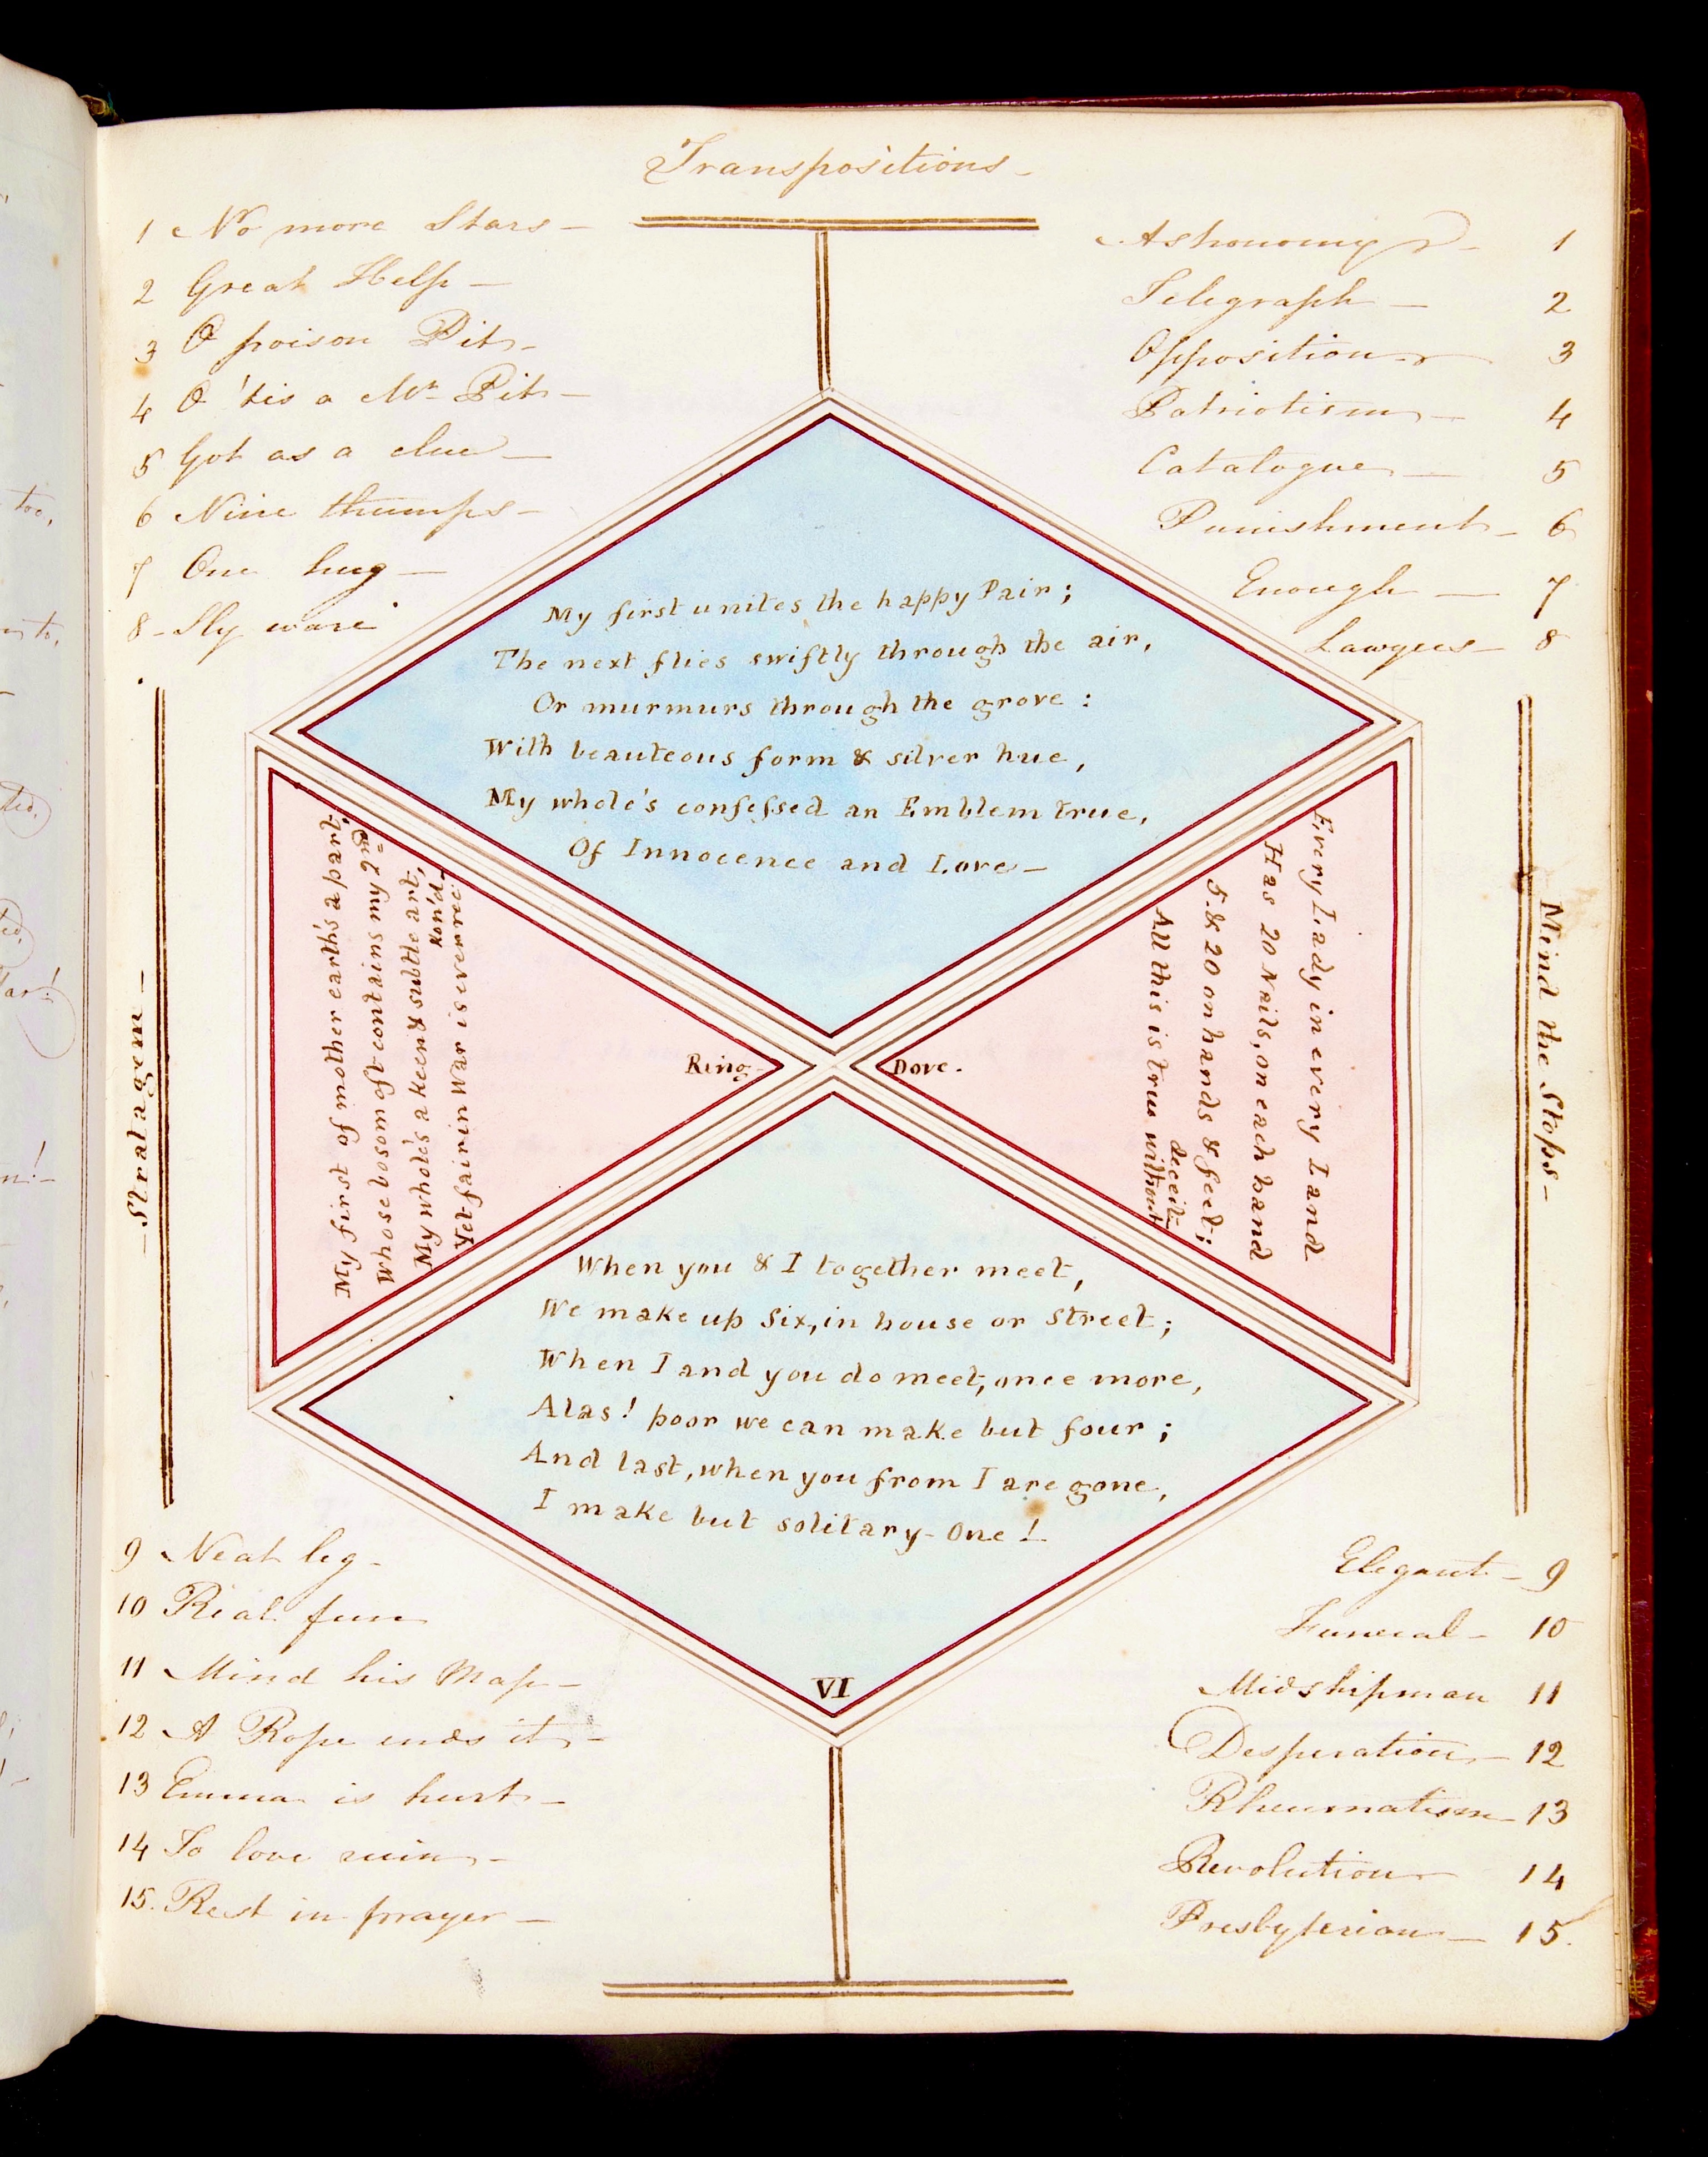 Transpositions
1 No more Stars
2 Great Help
3 O poison Pit
4 O 'tis a Mr Pit
5 Got as a clue
6 Nine thumps
7 One hug
8 Sly ware
Astronomy 1
Telegraph 2
Opposition 3
Patriotism 4
Catalogue 5
Punishment 6
Enough 7
Lawyers 8
My first unites the happy Pair;
The next flies swiftly through the air,
Or murmurs through the grove:
With beauteous form & silver hue,
My whole's confessed an Emblem true,
Of Innocence and Love
Stratagem
My first of mother earth's a part,
Whose bosom oft contains my 2nd
My whole's a keen & subtle art,
Yet fair in War is ever rec
kon'd
Ring
Dove.
Every Lady in every Land
Has 20 Nails, on each hand
5 & 20 on hands & feet;
All this is true without
deceit
Mind the Stops
When you & I together meet,
We make up Six, in house or Street;
When I and you do meet, once more,
Alas! poor we can make but four;
And last, when you from I are gone,
I make but solitary One!
VI
9 Neat leg
10 Real fun
11 Mind his Map
12 A Rope ends it
13 Emma is hurt
14 To love ruin
15. Rest in prayer
Elegant 9
Funeral 10
Midshipman 11
Desperation 12
Rheumatism 13
Revolution 14
Presbyterian 15.